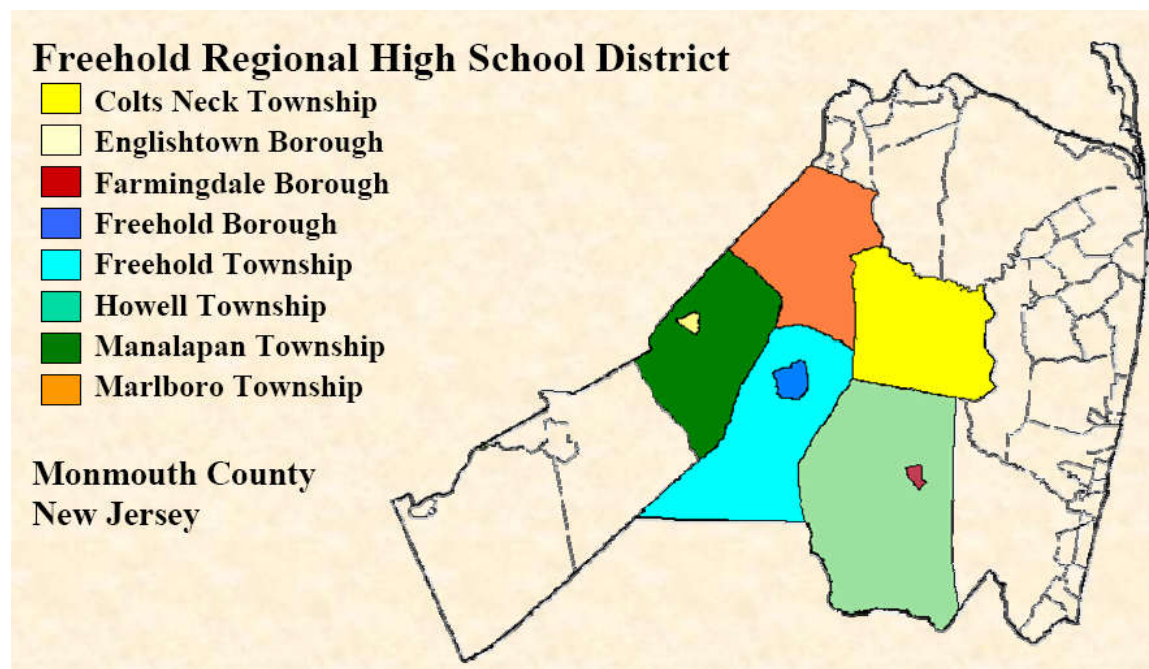 Freehold Regional High School District
Colts Neck Township
Englishtown Borough
Farmingdale Borough
Freehold Borough
Freehold Township
Howell Township
Manalapan Township
Marlboro Township
Monmouth County
New Jersey